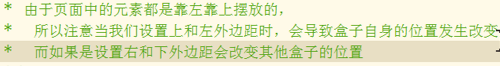 * 由于页面中的元素都是靠左靠上摆放的，
* 所以注意当我们设置上和左外边距时，会导致盒子自身的位置发生改变
* 而如果是设置右和下外边距会改变其他盒子的位置